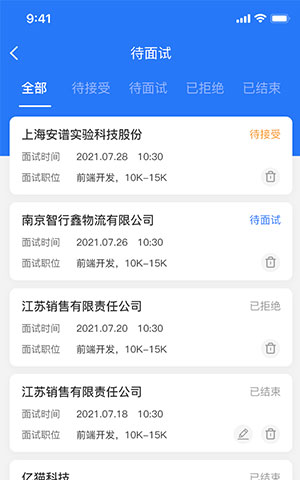 9:41
待面试
全部 待接受 待面试 已拒绝 已结束
上海安谱实验科技股份 待接受
面试时间 2021.07.28 10:30
面试职位 前端开发，10K-15K
南京智行鑫物流有限公司 待面试
面试时间 2021.07.26 10:30
面试职位 前端开发，10K-15K
江苏销售有限责任公司 已拒绝
面试时间 2021.07.20 10:30
面试职位 前端开发，10K-15K
江苏销售有限责任公司 已结束
面试时间 2021.07.18 10:30
面试职位 前端开发，10K-15K
亿猫科技 已结束